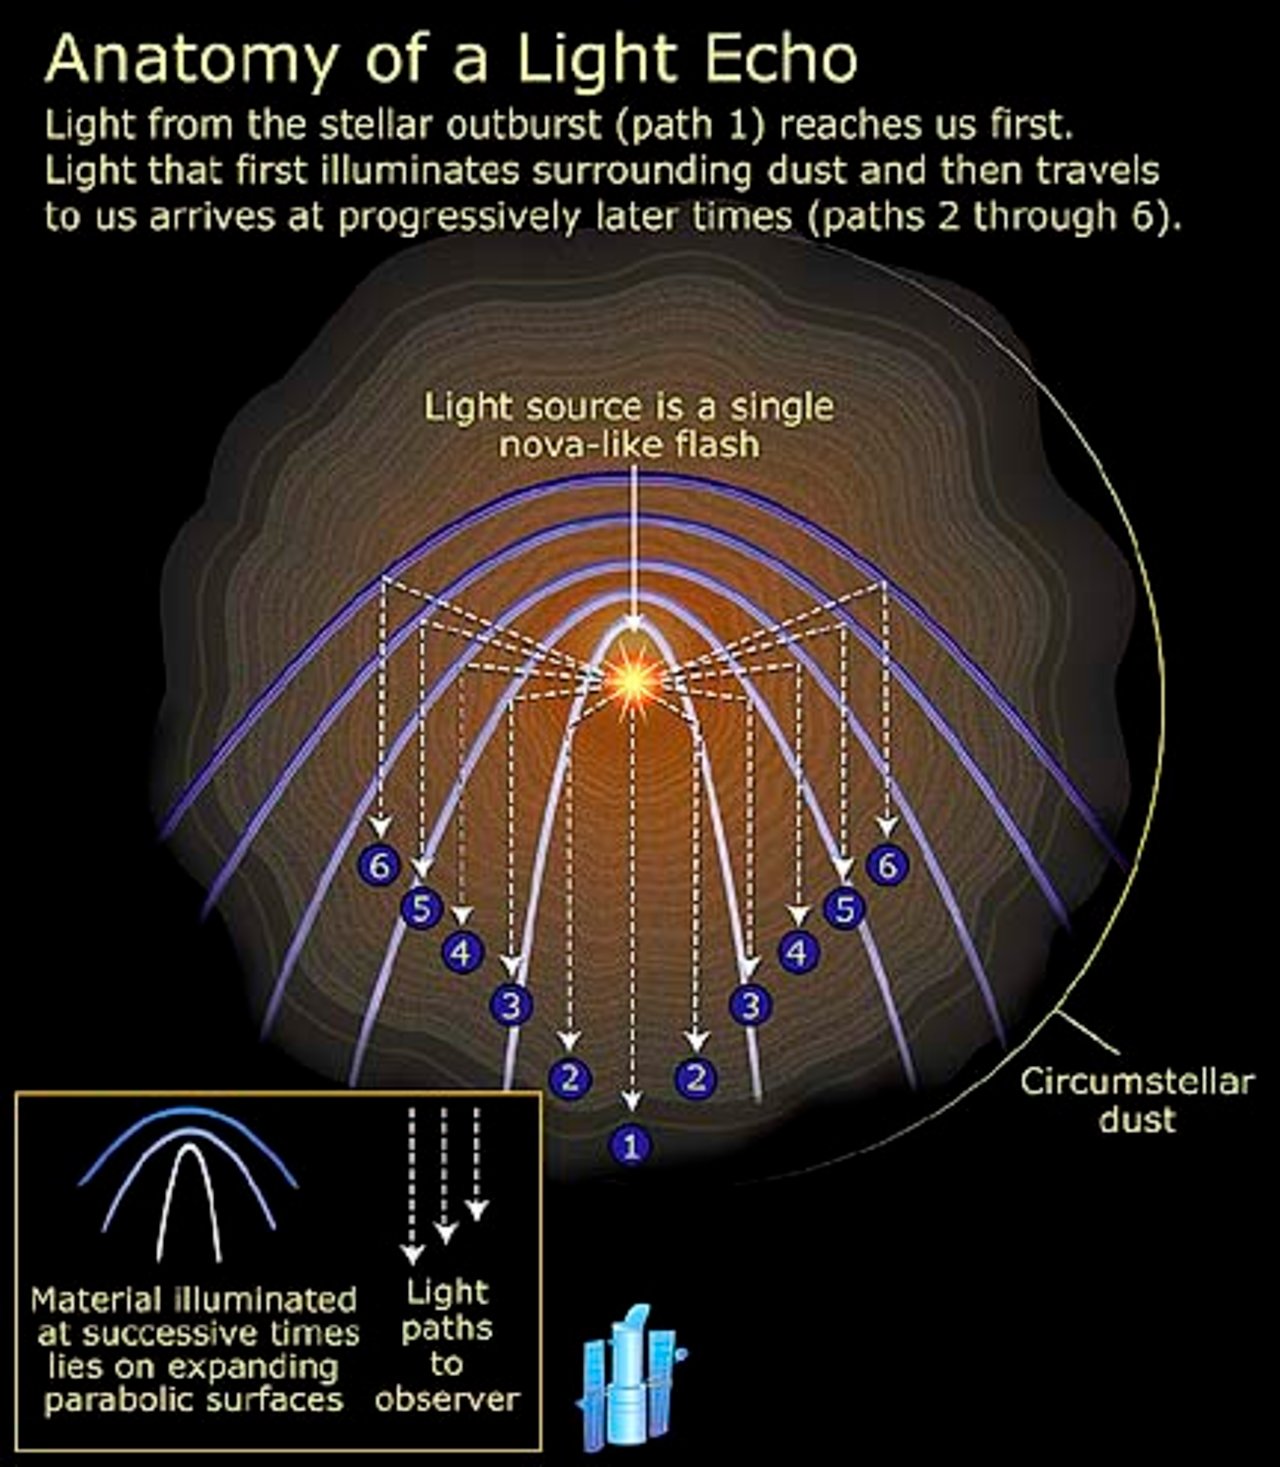 Anatomy of a Light Echo
Light from the stellar outburst (path 1) reaches us first.
Light that first illuminates surrounding dust and then travels
to us arrives at progressively later times (paths 2 through 6).
Light source is a single
nova-like flash
6
6
5
5
4
4
3
3
2
2
1
Circumstellar
dust
Material illuminated
at successive times
lies on expanding
parabolic surfaces
Light
paths
to
observer